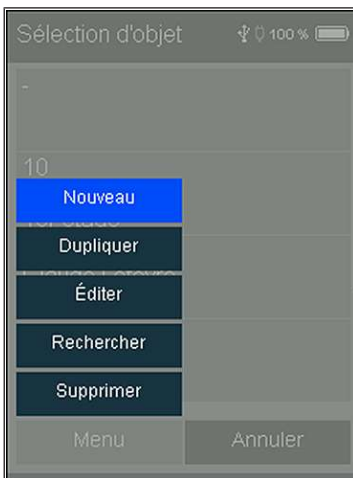 Sélection d'objet 100 %
-
10
Nouveau
Dupliquer
Éditer
Rechercher
Supprimer
Menu Annuler